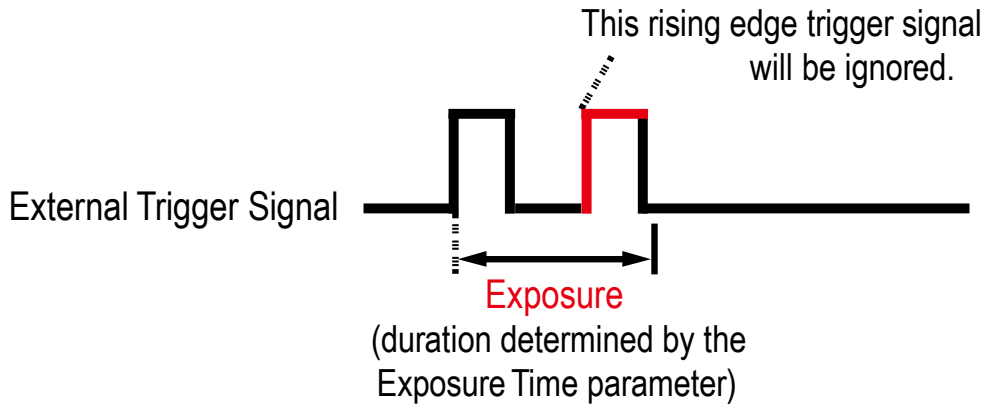 This rising edge trigger signal
will be ignored.
External Trigger Signal
Exposure
(duration determined by the
Exposure Time parameter)